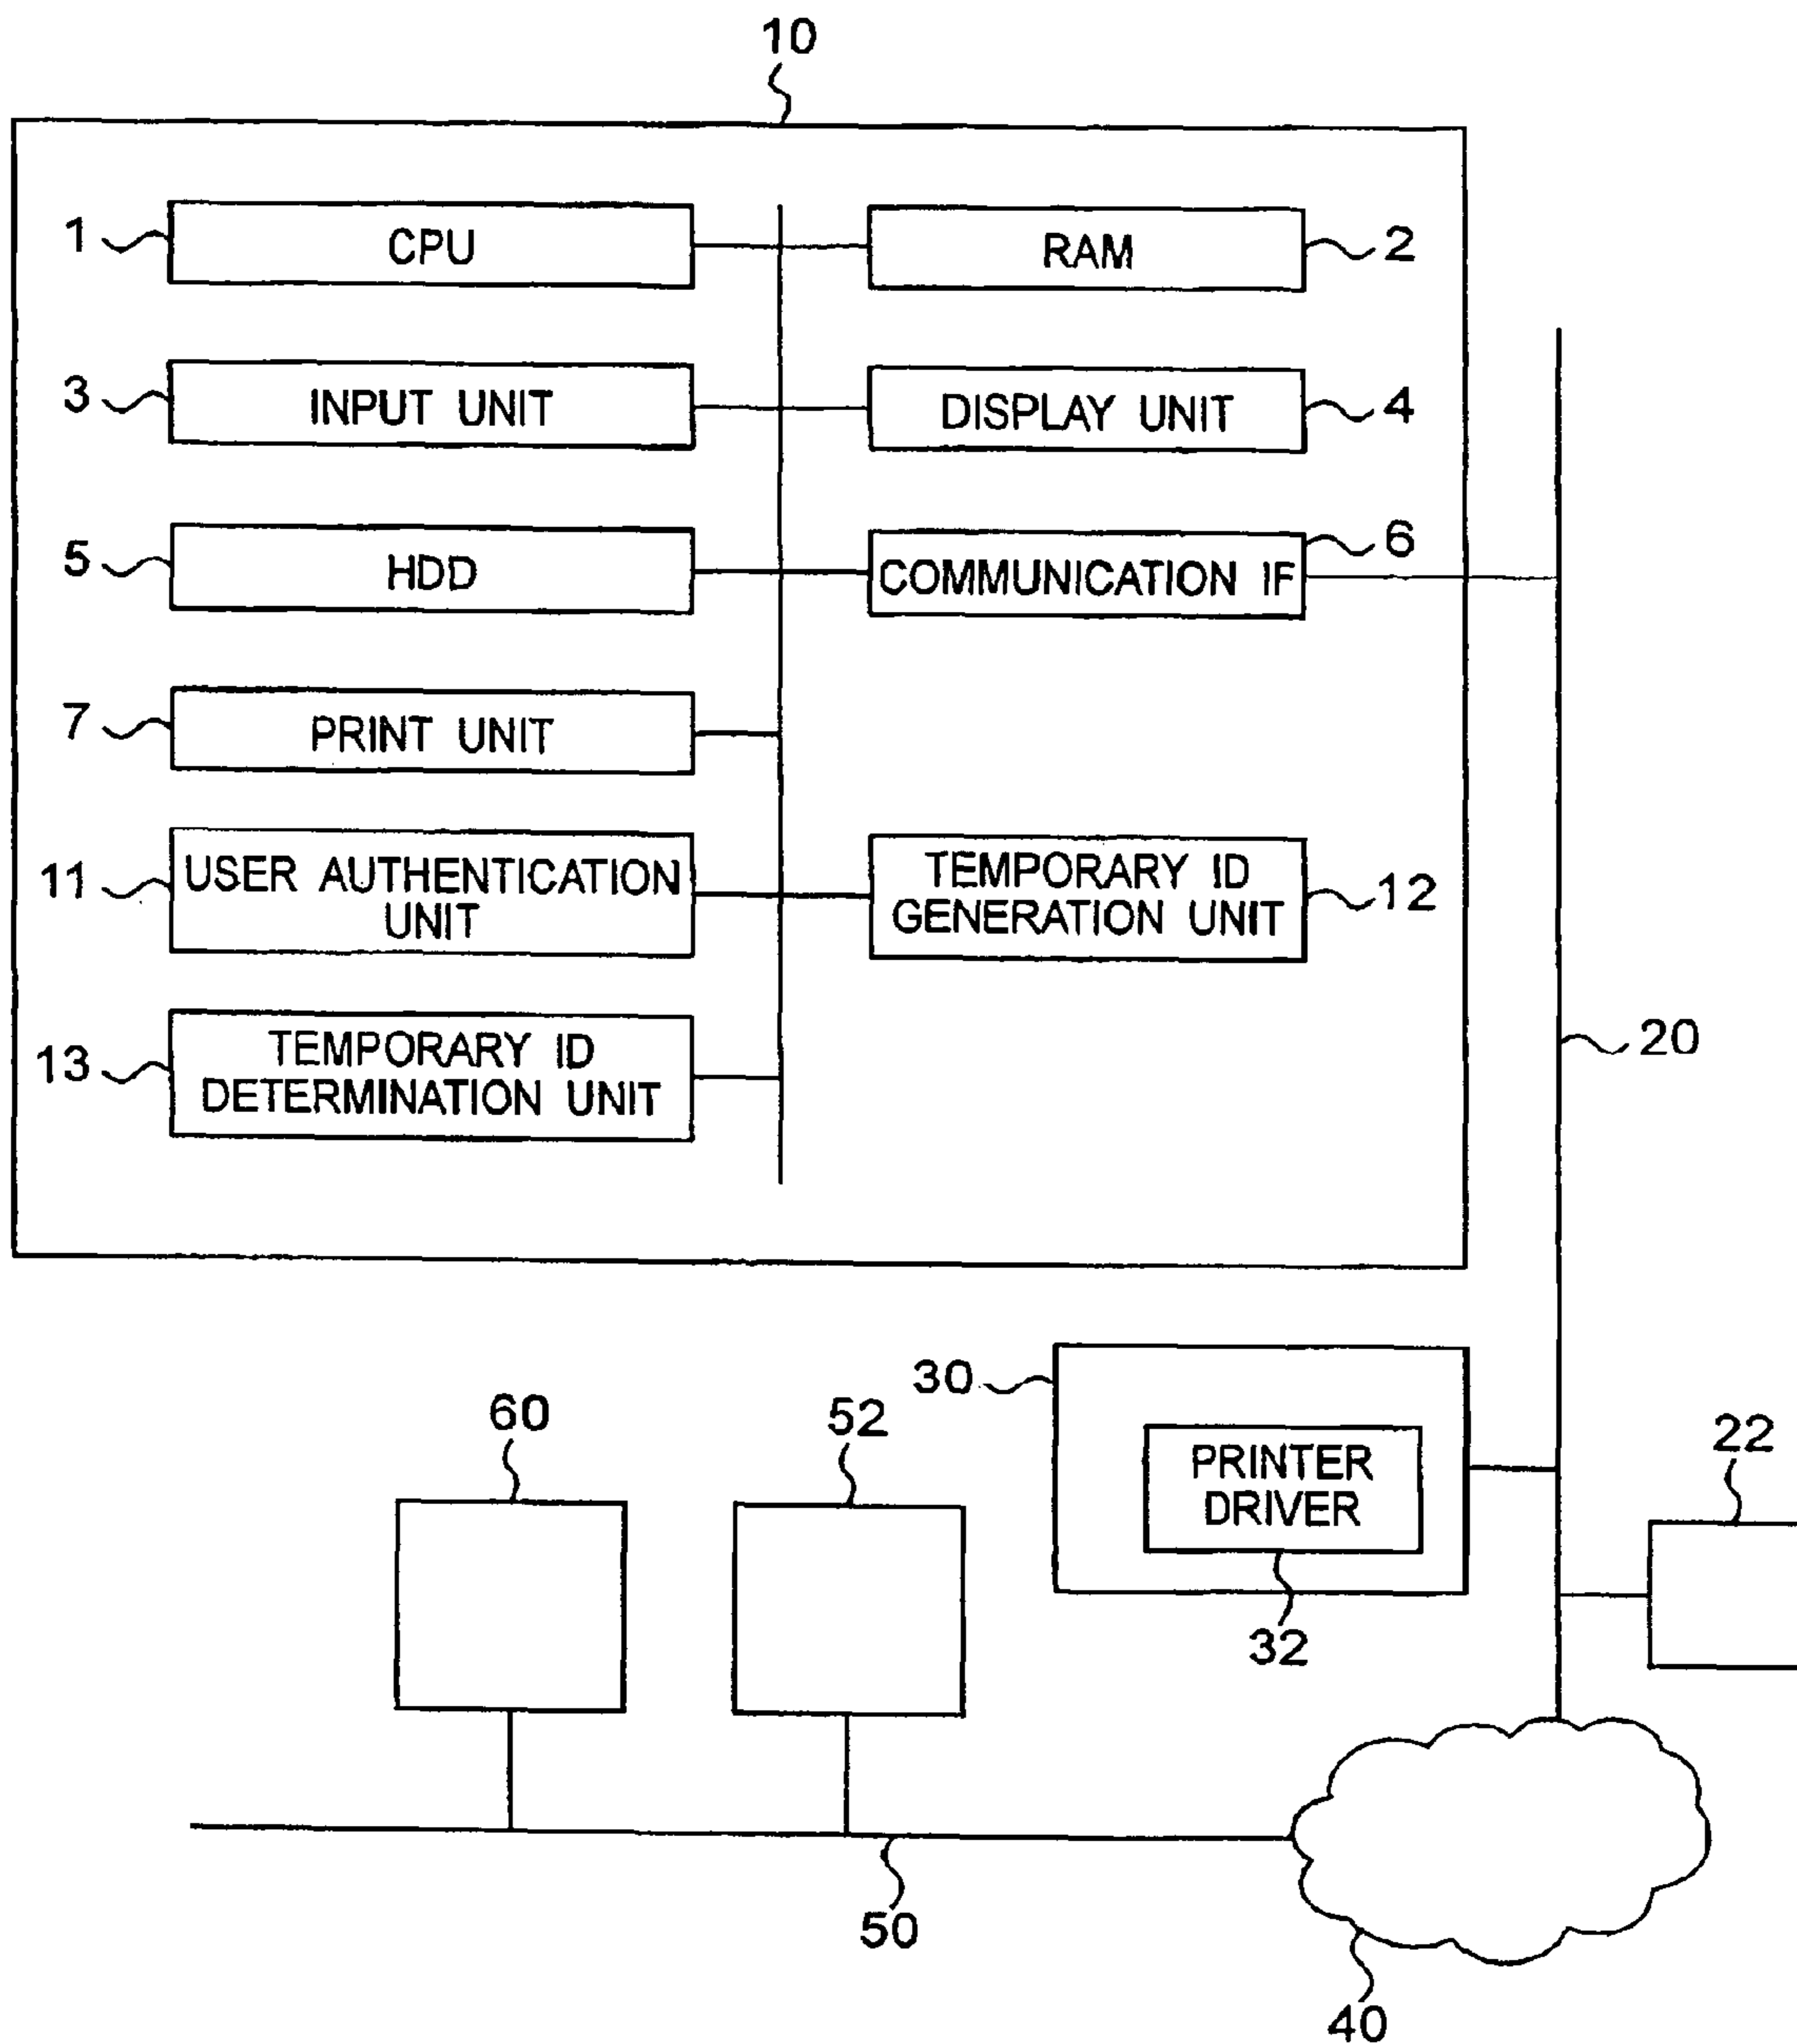 10
1 CPU RAM 2
3 INPUT UNIT DISPLAY UNIT 4
5 HDD COMMUNICATION IF 6
7 PRINT UNIT
11 USER AUTHENTICATION
UNIT
TEMPORARY ID
GENERATION UNIT 12
13 TEMPORARY ID
DETERMINATION UNIT
20
30
PRINTER
DRIVER
32
60
52
22
50
40